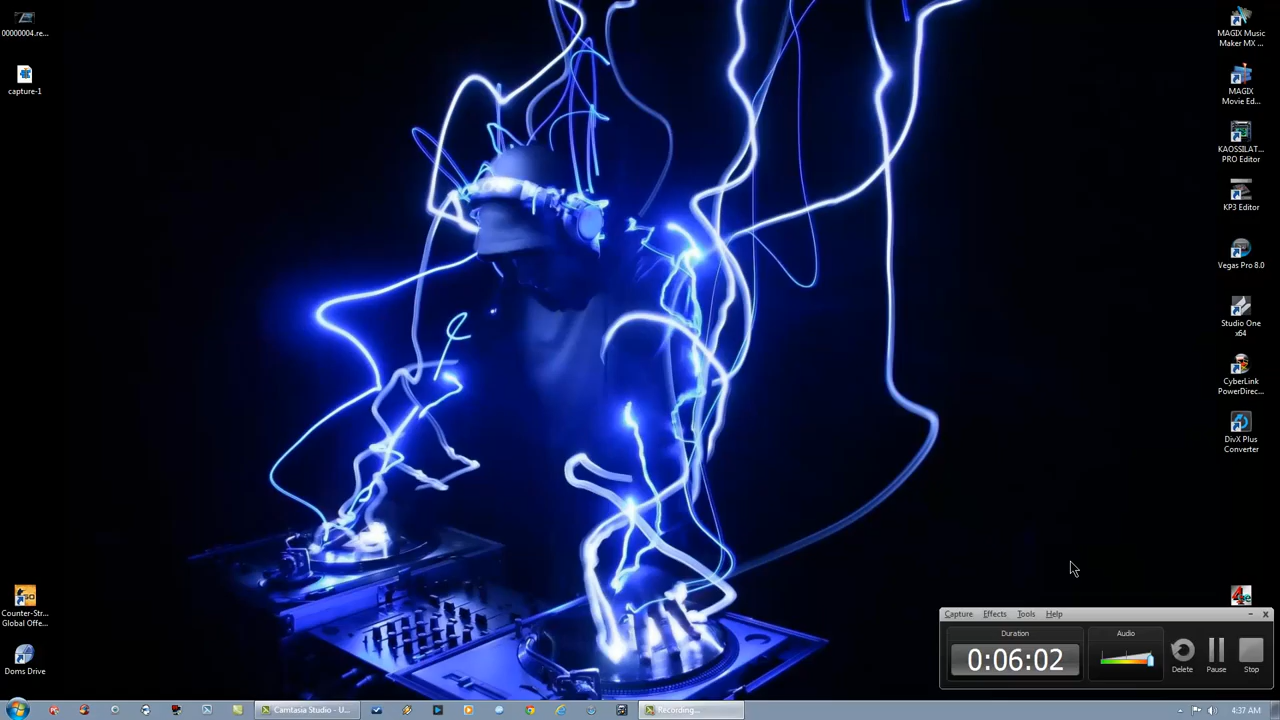 00000004.re...
capture-1
MAGIX Music
Maker MX ...
MAGIX
Movie Ed...
KAOSSILAT...
PRO Editor
KP3 Editor
Vegas Pro 8.0
Studio One
x64
CyberLink
PowerDirec...
DivX Plus
Converter
Counter-Str...
Global Offe...
Doms Drive
Capture Effects Tools Help
Duration
0:06:02
Audio
Delete
Pause
Stop
Camtasia Studio - U...
Recording...
4:37 AM